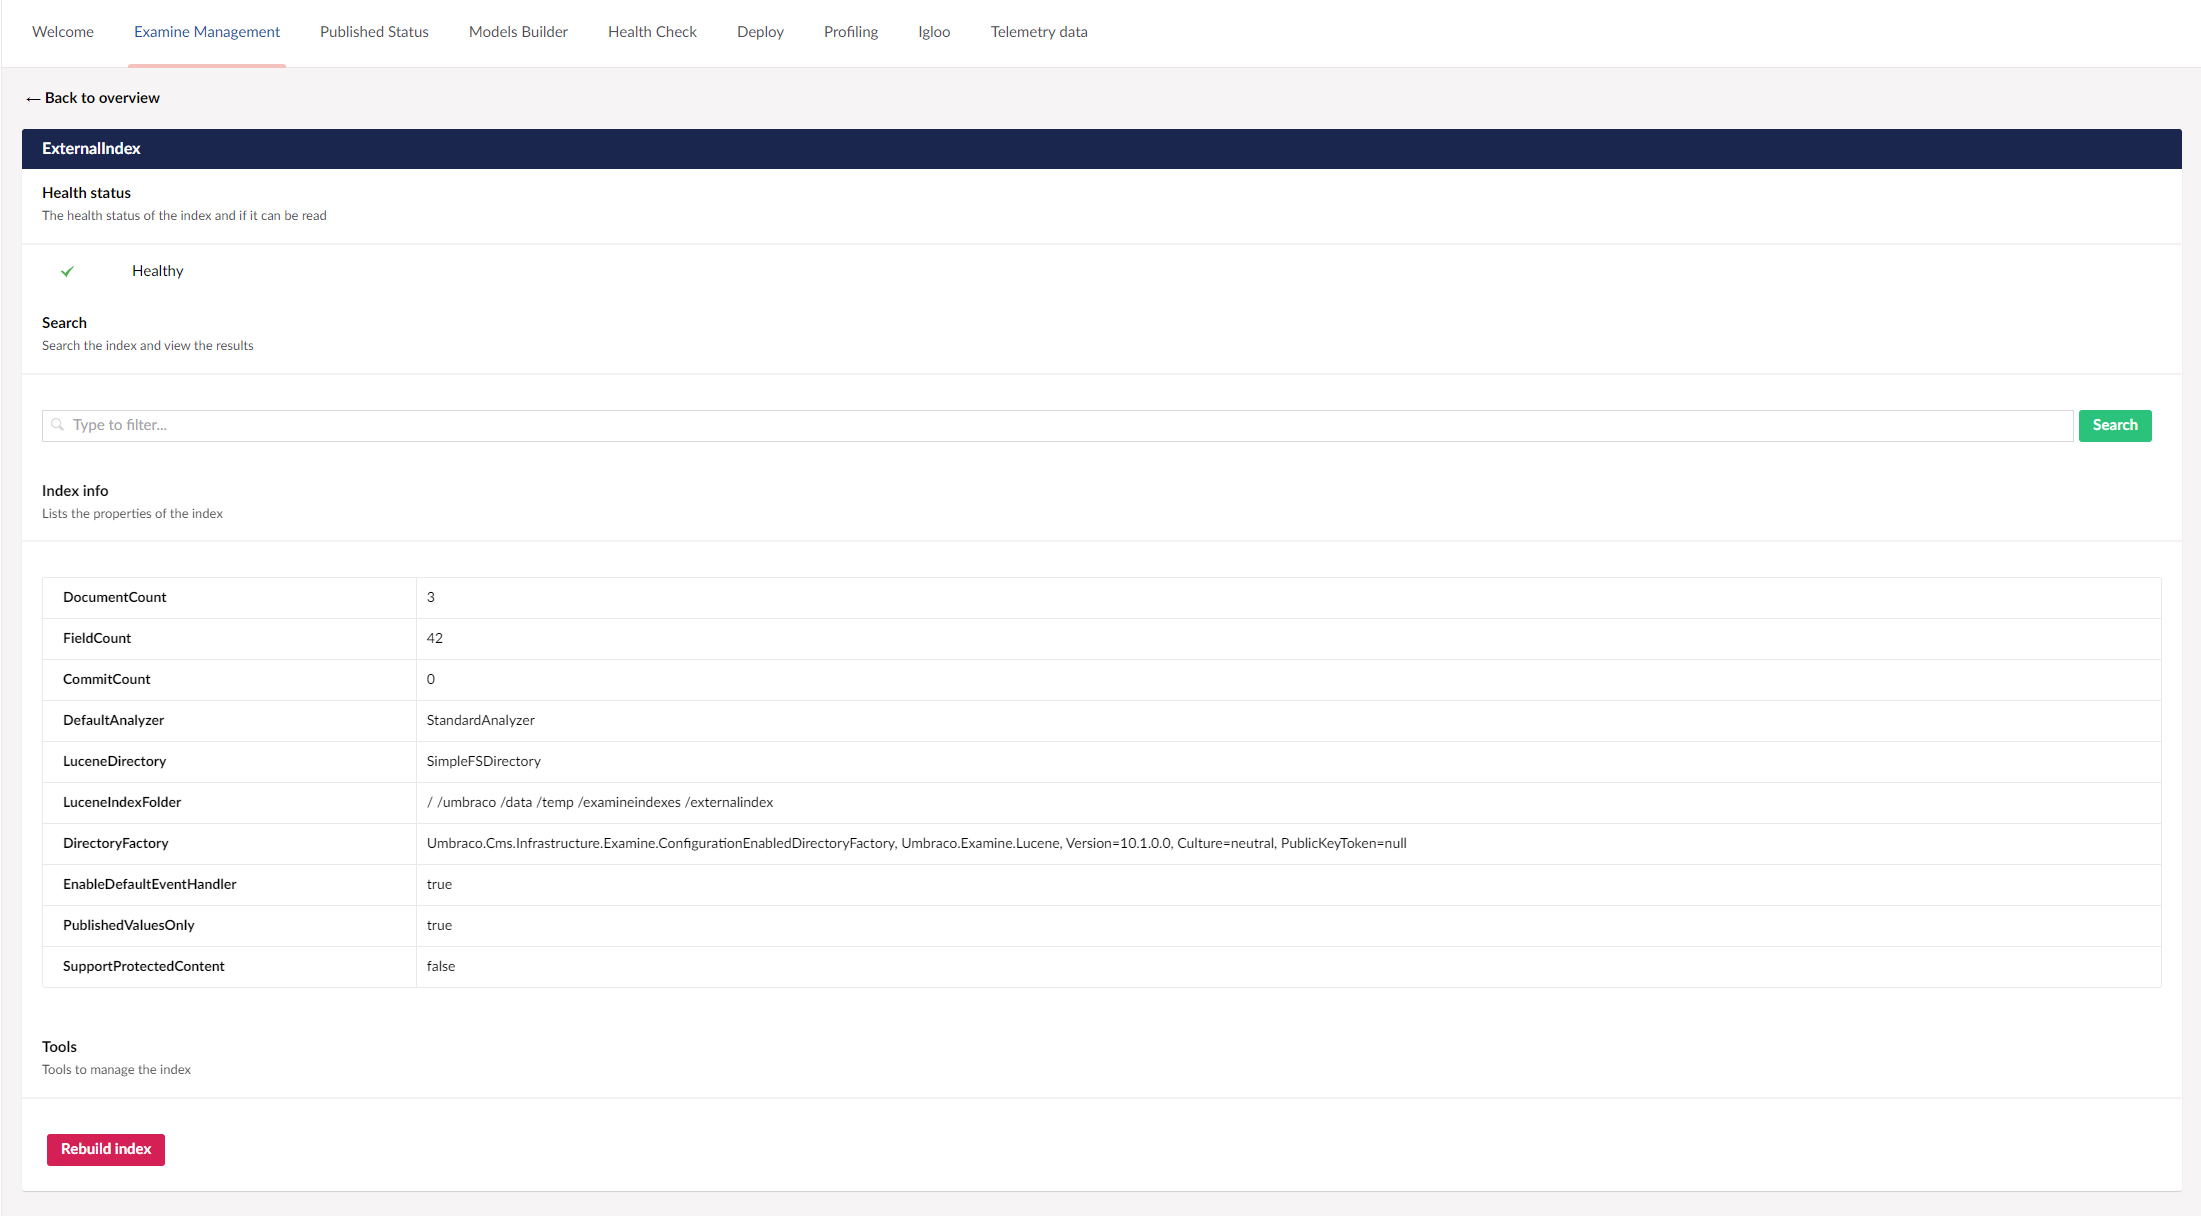 Welcome Examine Management Published Status Models Builder Health Check Deploy Profiling Igloo Telemetry data
← Back to overview
ExternalIndex
Health status
The health status of the index and if it can be read
Healthy
Search
Search the index and view the results
Type to filter... Search
Index info
Lists the properties of the index
DocumentCount 3
FieldCount 42
CommitCount 0
DefaultAnalyzer StandardAnalyzer
LuceneDirectory SimpleFSDirectory
LuceneIndexFolder / /umbraco /data /temp /examineindexes /externalindex
DirectoryFactory Umbraco.Cms.Infrastructure.Examine.ConfigurationEnabledDirectoryFactory, Umbraco.Examine.Lucene, Version=10.1.0.0, Culture=neutral, PublicKeyToken=null
EnableDefaultEventHandler true
PublishedValuesOnly true
SupportProtectedContent false
Tools
Tools to manage the index
Rebuild index